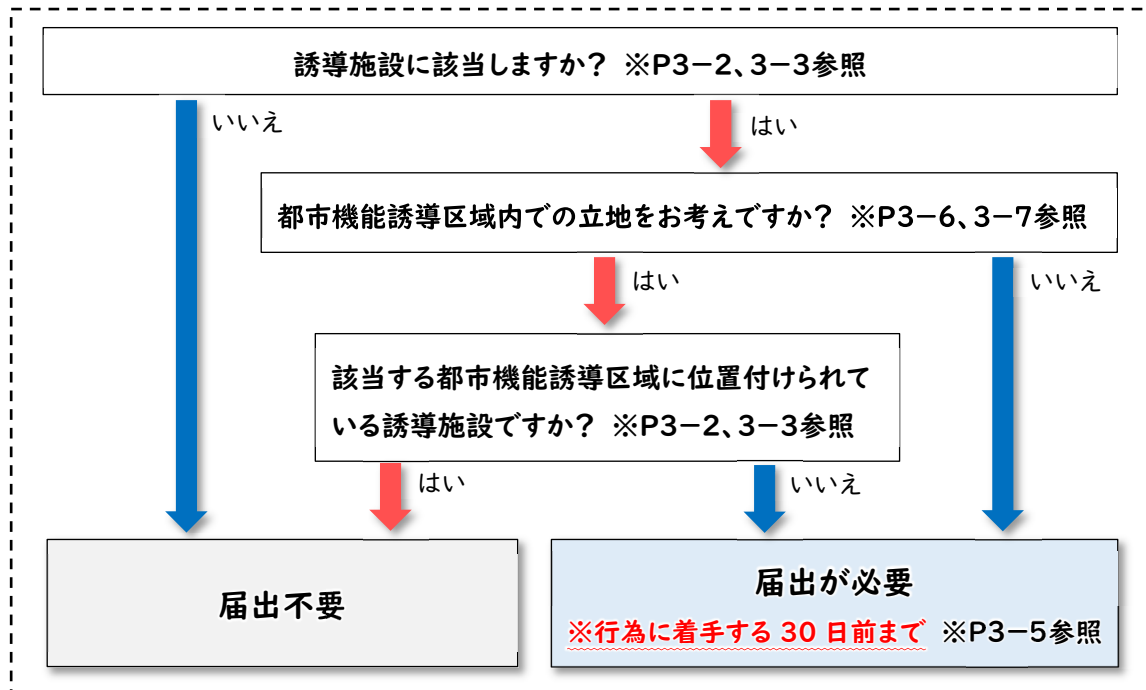 誘導施設に該当しますか？ ※P3－2、3－3参照
いいえ
はい
都市機能誘導区域内での立地をお考えですか？ ※P3－6、3－7参照
はい
いいえ
該当する都市機能誘導区域に位置付けられて
いる誘導施設ですか？ ※P3－2、3－3参照
はい
いいえ
届出不要
届出が必要
※行為に着手する 30 日前まで ※P3－5参照